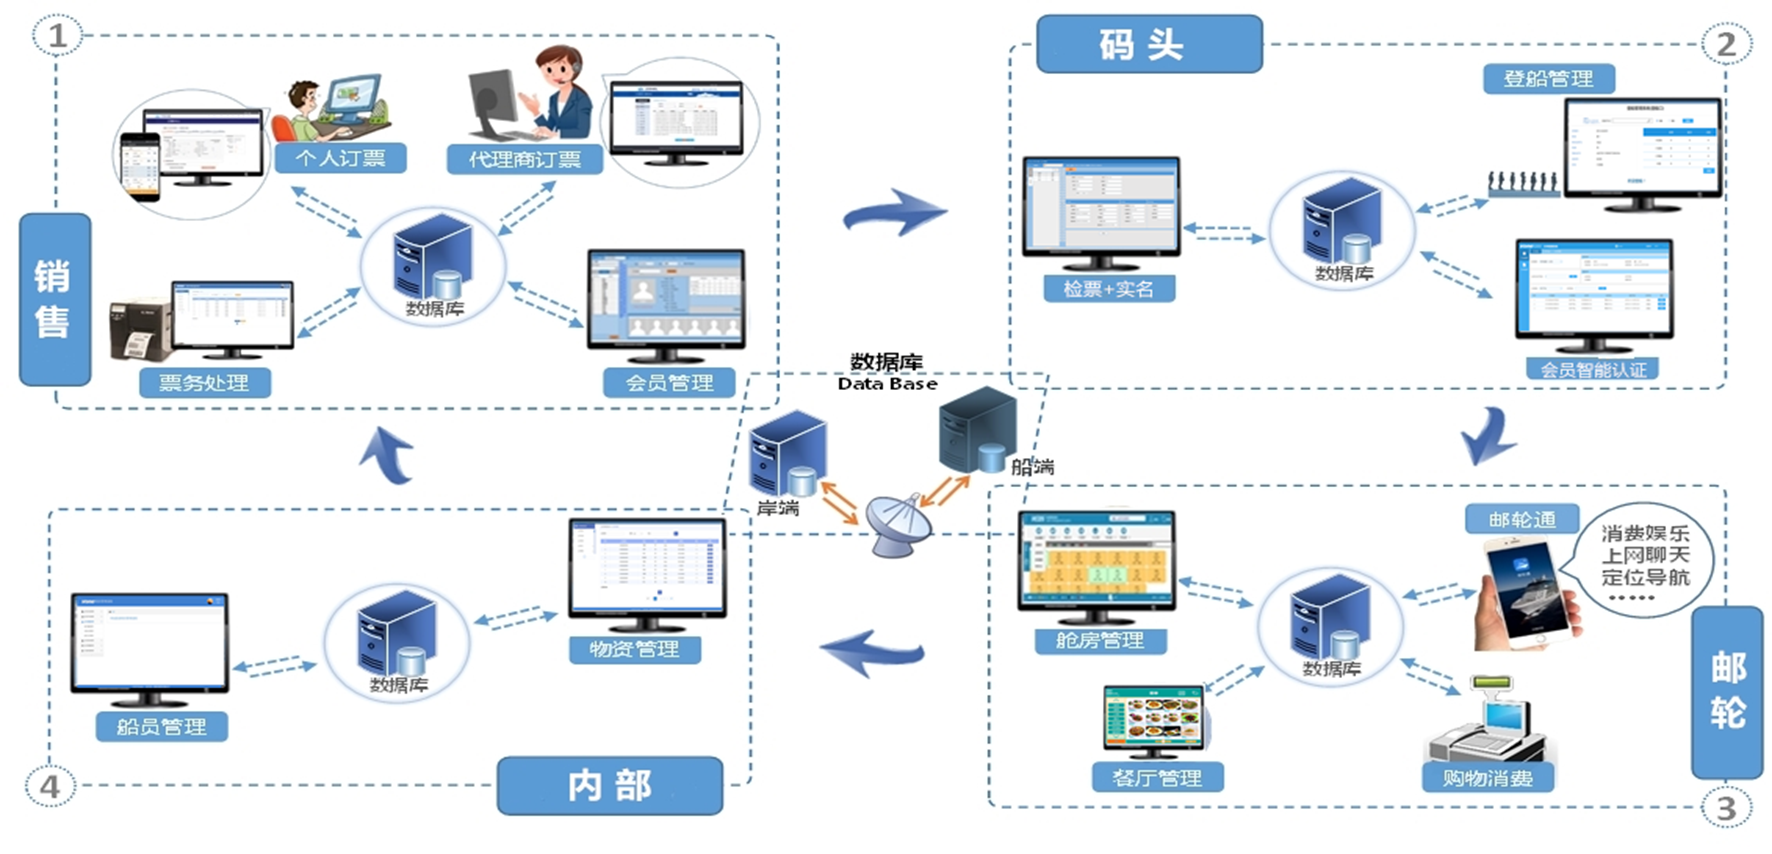 1
个人订票
代理商订票
销售
数据库
票务处理
会员管理
码头
2
登船管理
检票+实名
数据库
会员智能认证
数据库
Data Base
岸端
船端
邮轮通
消费娱乐
上网聊天
定位导航
•••••
舱房管理
数据库
餐厅管理
购物消费
邮轮
3
物资管理
数据库
船员管理
4
内部